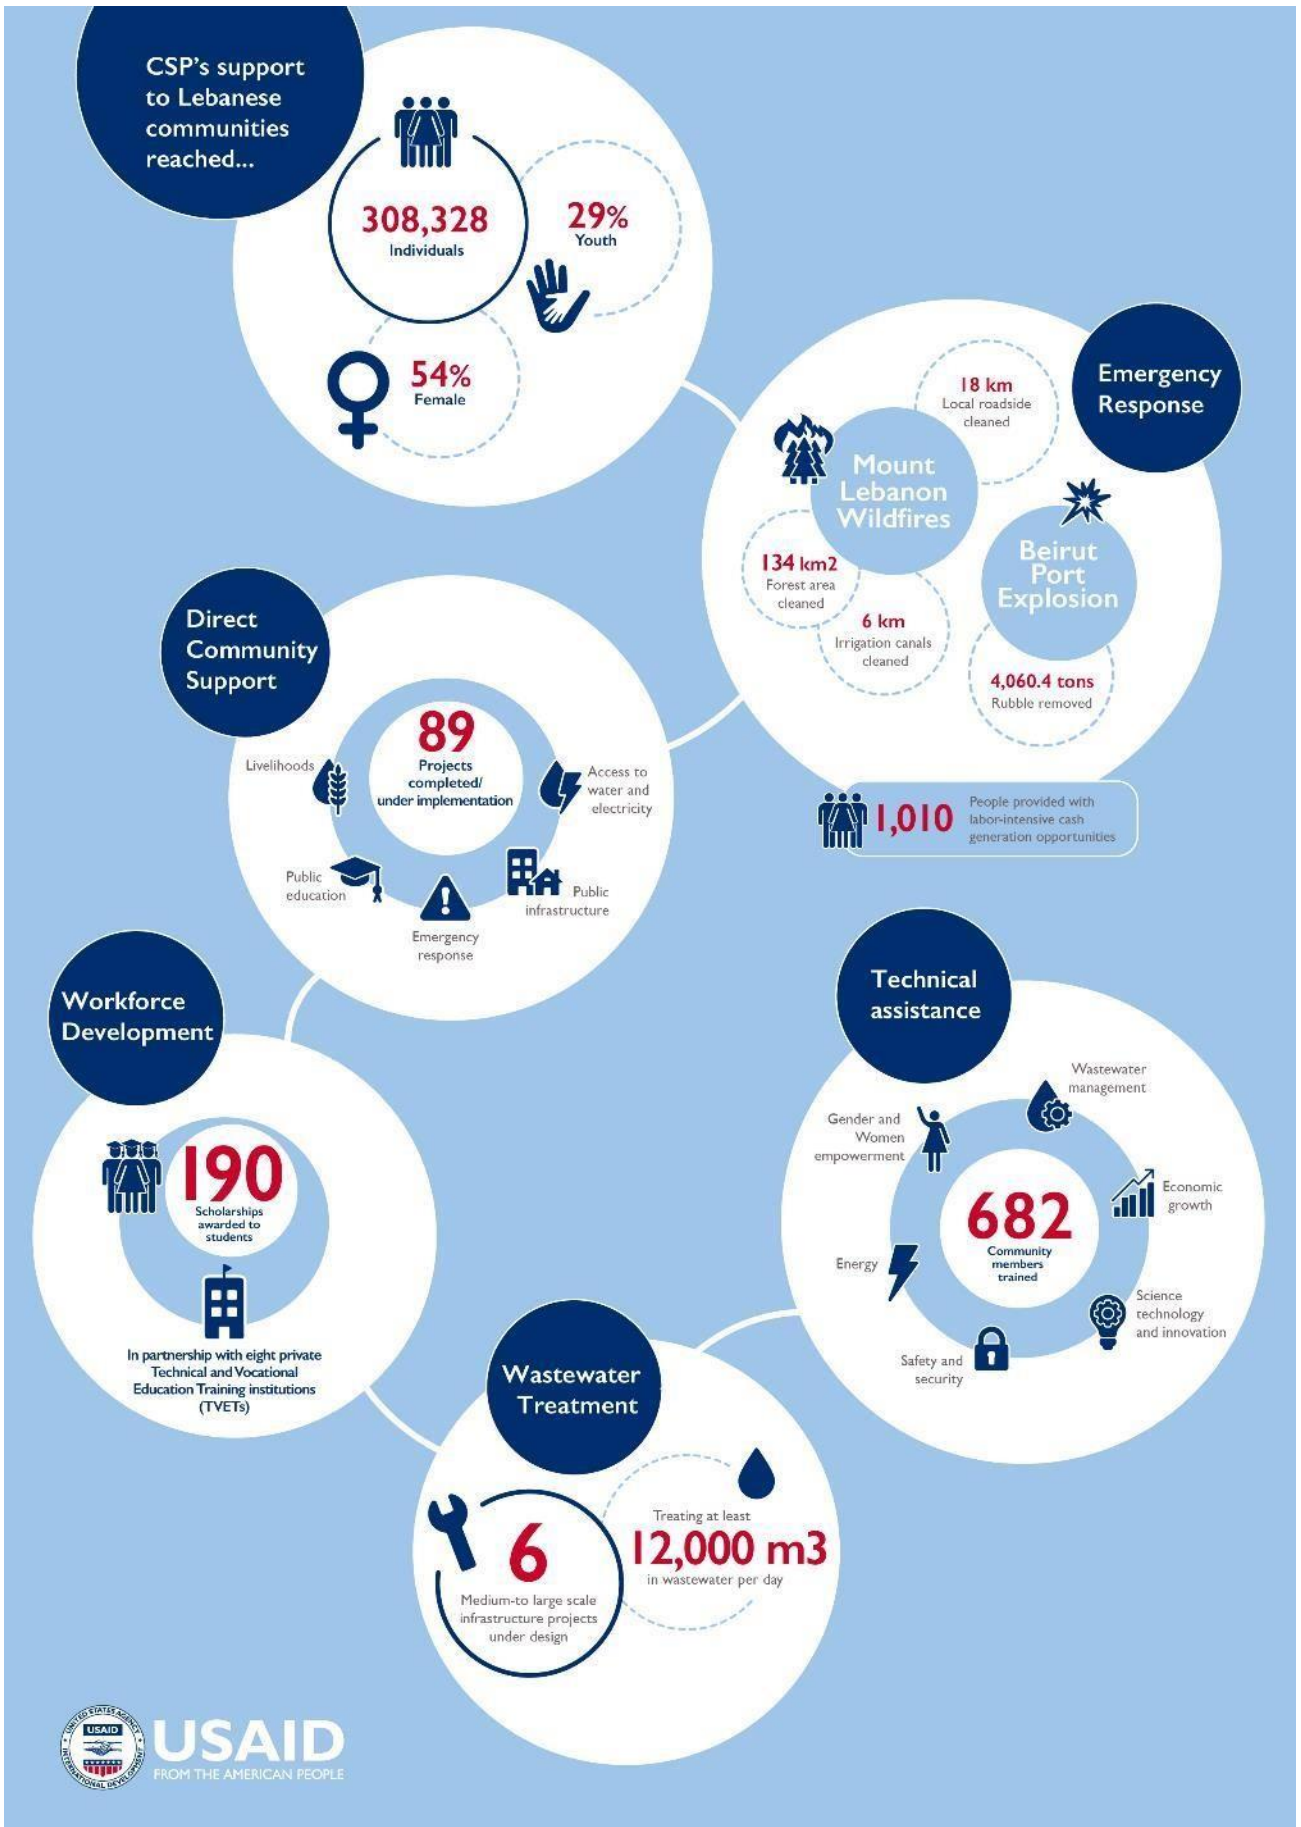 CSP's support
to Lebanese
communities
reached...
308,328
Individuals
29%
Youth
54%
Female
Emergency
Response
18 km
Local roadside
cleaned
Mount
Lebanon
Wildfires
134 km2
Forest area
cleaned
6 km
Irrigation canals
cleaned
Beirut
Port
Explosion
4,060.4 tons
Rubble removed
1,010
People provided with
labor-intensive cash
generation opportunities
Direct
Community
Support
89
Projects
completed/
under implementation
Livelihoods
Access to
water and
electricity
Public
education
Public
infrastructure
Emergency
response
Workforce
Development
190
Scholarships
awarded to
students
In partnership with eight private
Technical and Vocational
Education Training institutions
(TVETs)
Technical
assistance
Wastewater
management
Gender and
Women
empowerment
Economic
growth
682
Community
members
trained
Energy
Science
technology
and innovation
Safety and
security
Wastewater
Treatment
6
Medium-to large scale
infrastructure projects
under design
Treating at least
12,000 m3
in wastewater per day
UNITED STATES AGENCY
USAID
INTERNATIONAL DEVELOPMENT
USAID
FROM THE AMERICAN PEOPLE